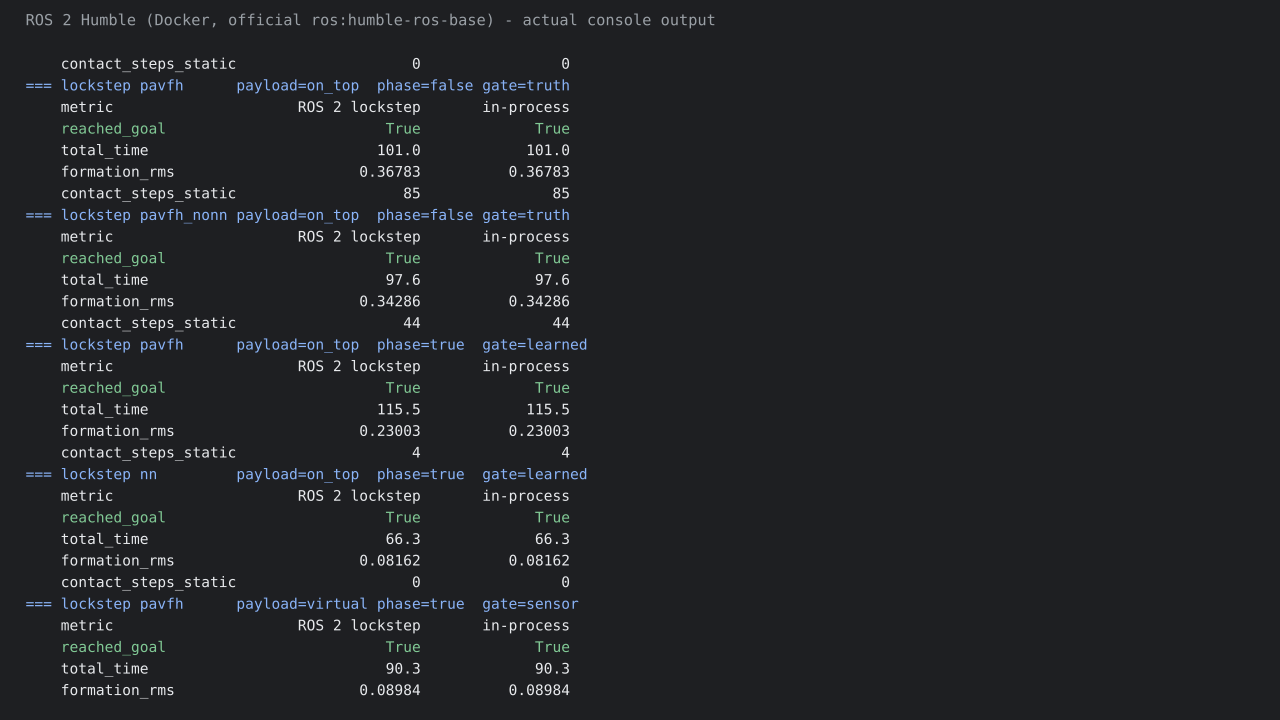 ROS 2 Humble (Docker, official ros:humble-ros-base) - actual console output
contact_steps_static 0 0
=== lockstep pavfh payload=on_top phase=false gate=truth
metric ROS 2 lockstep in-process
reached_goal True True
total_time 101.0 101.0
formation_rms 0.36783 0.36783
contact_steps_static 85 85
=== lockstep pavfh_nonn payload=on_top phase=false gate=truth
metric ROS 2 lockstep in-process
reached_goal True True
total_time 97.6 97.6
formation_rms 0.34286 0.34286
contact_steps_static 44 44
=== lockstep pavfh payload=on_top phase=true gate=learned
metric ROS 2 lockstep in-process
reached_goal True True
total_time 115.5 115.5
formation_rms 0.23003 0.23003
contact_steps_static 4 4
=== lockstep nn payload=on_top phase=true gate=learned
metric ROS 2 lockstep in-process
reached_goal True True
total_time 66.3 66.3
formation_rms 0.08162 0.08162
contact_steps_static 0 0
=== lockstep pavfh payload=virtual phase=true gate=sensor
metric ROS 2 lockstep in-process
reached_goal True True
total_time 90.3 90.3
formation_rms 0.08984 0.08984